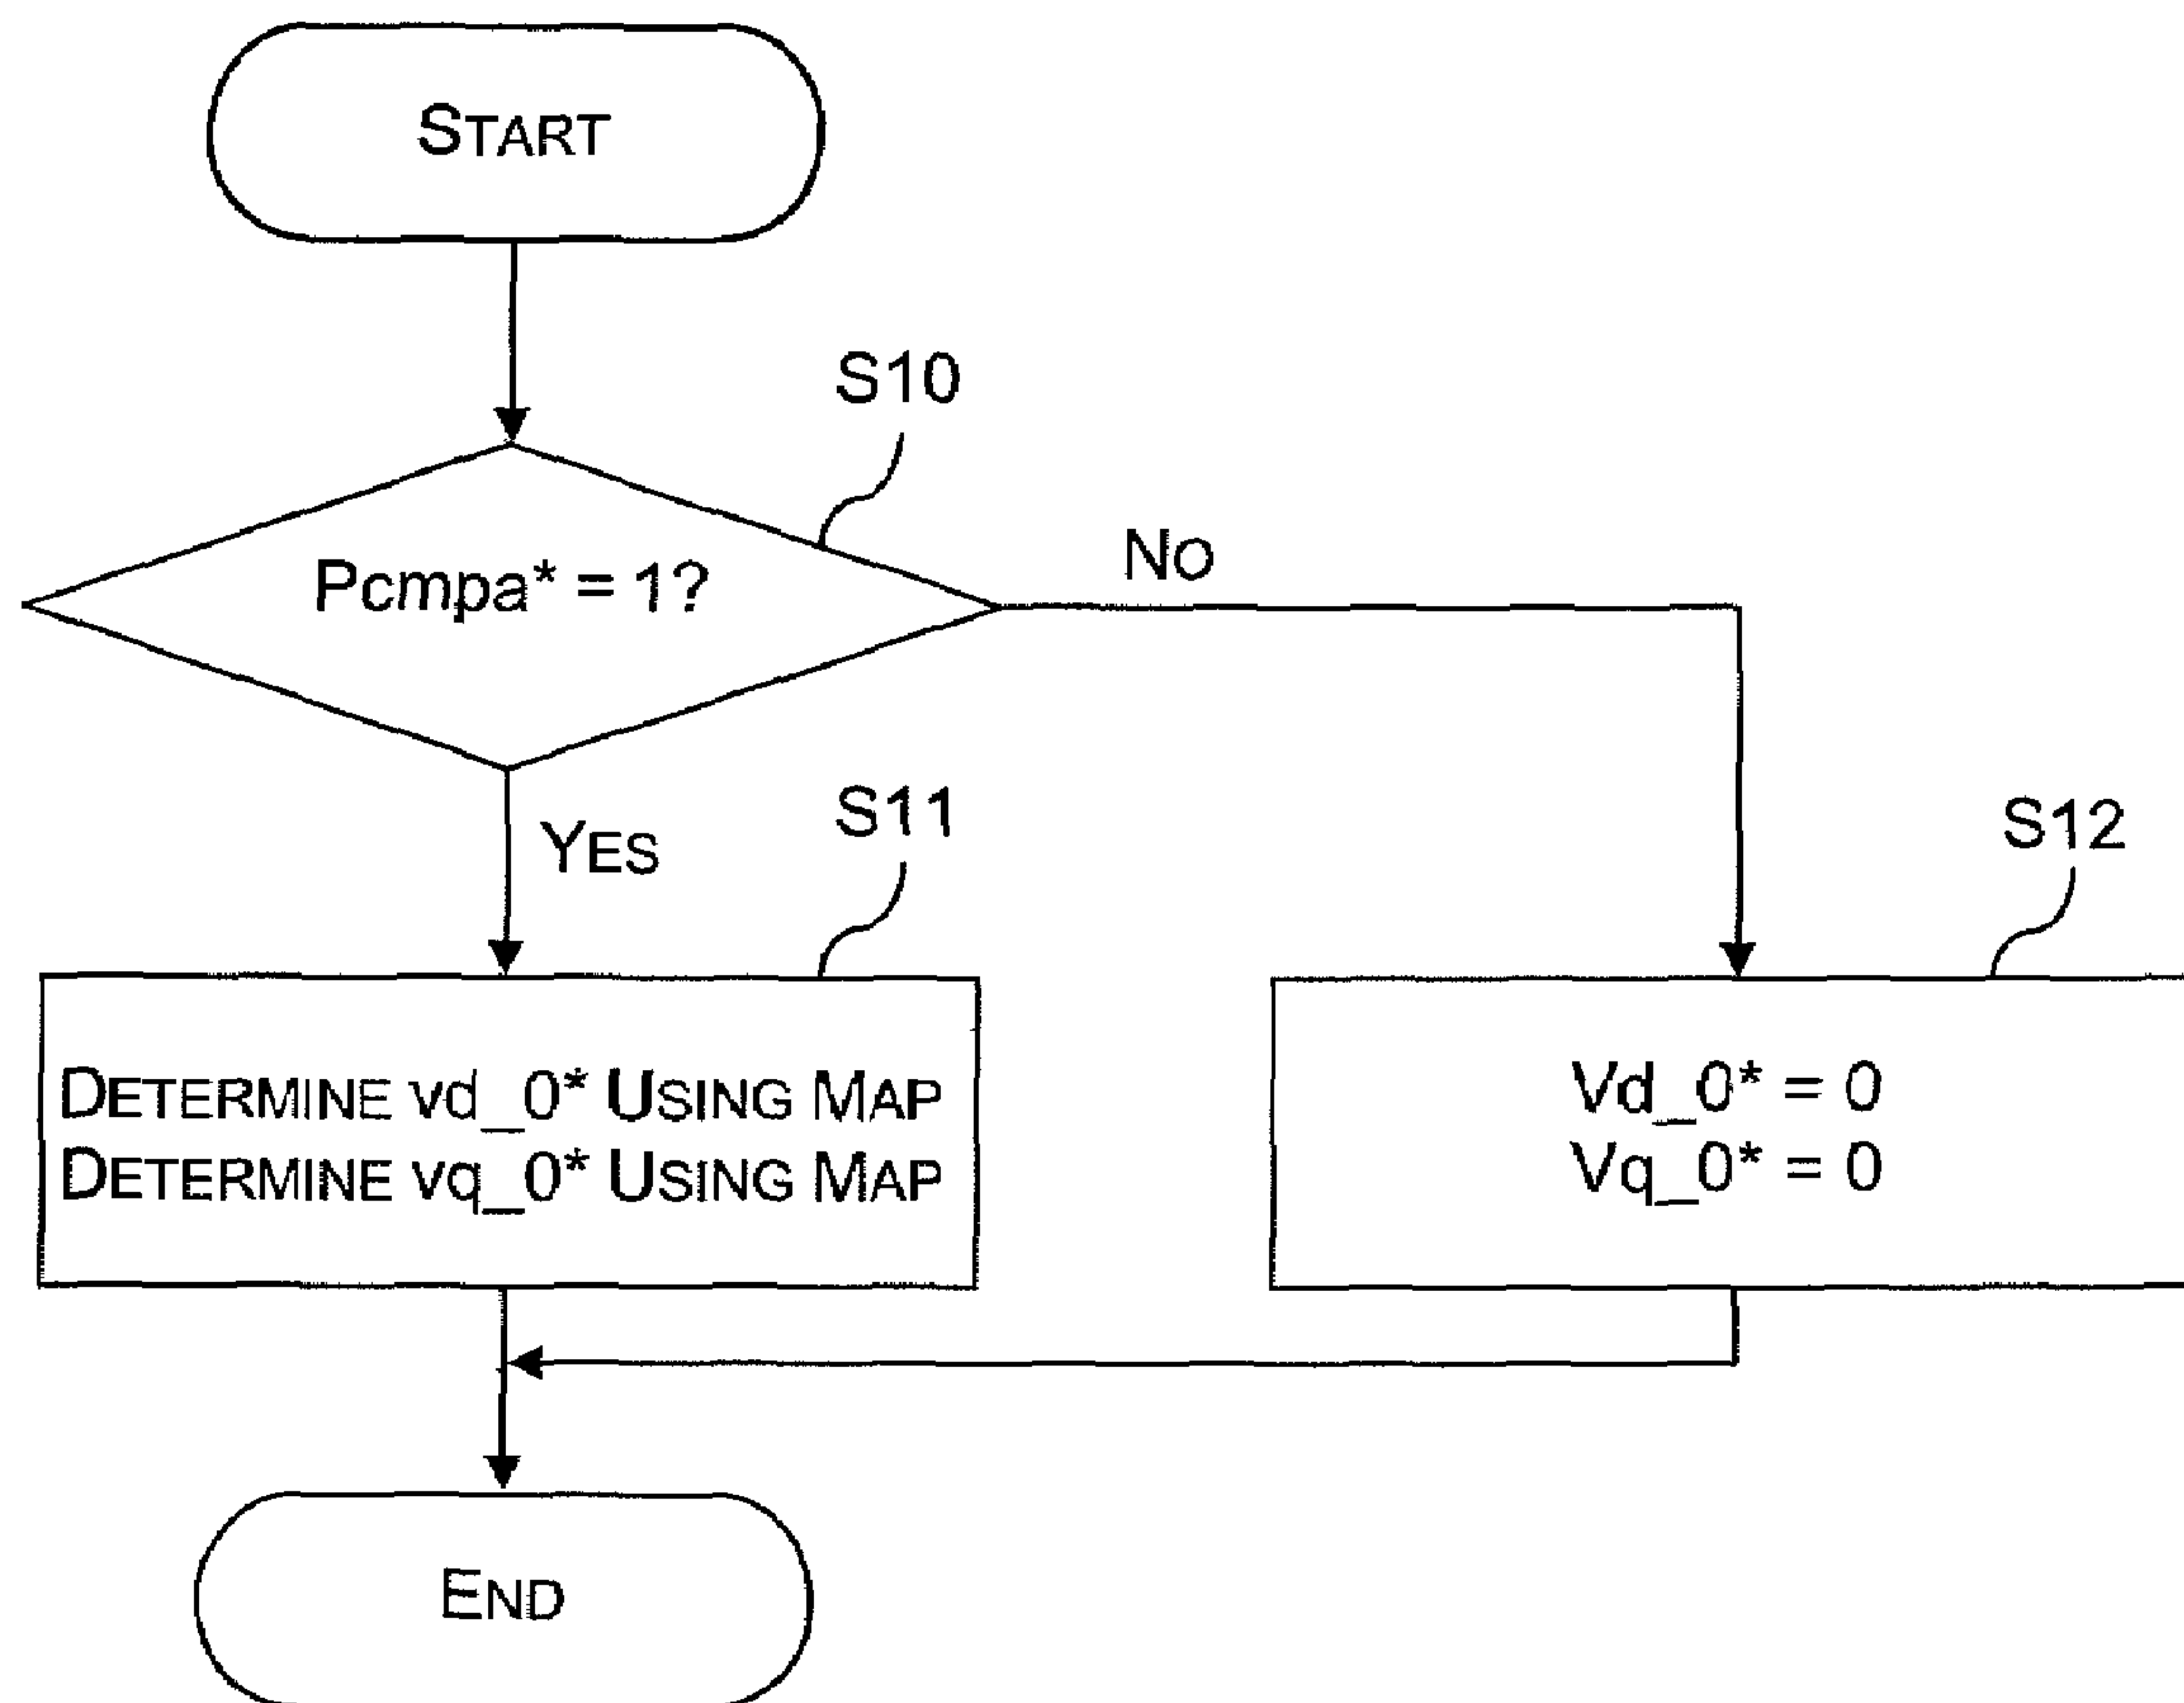 START
S10
Pcmpa* = 1?
NO
YES
S11
S12
DETERMINE vd_0* USING MAP
DETERMINE vq_0* USING MAP
Vd_0* = 0
Vq_0* = 0
END